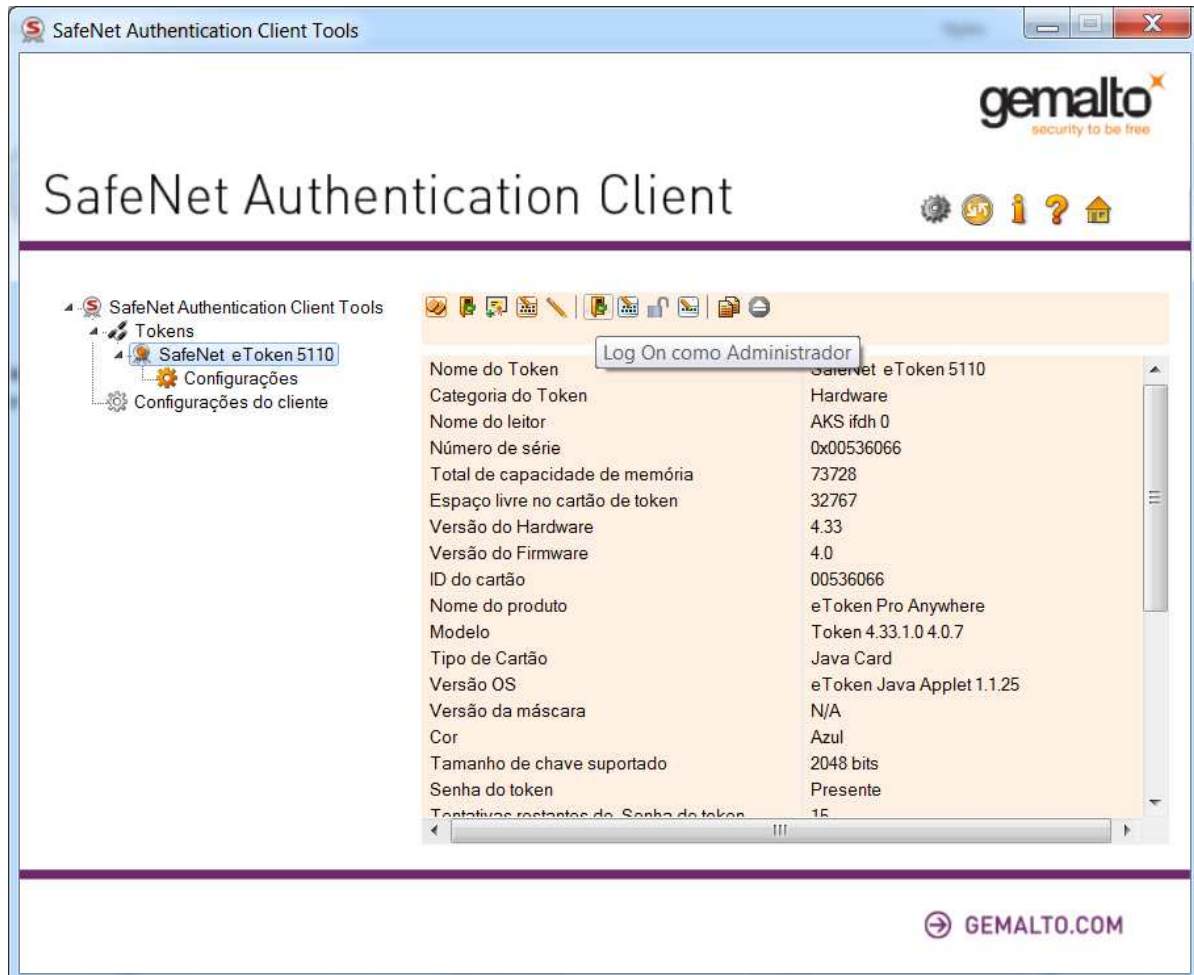 SafeNet Authentication Client Tools
gemalto
security to be free
SafeNet Authentication Client
SafeNet Authentication Client Tools
Tokens
SafeNet eToken 5110
Configurações
Configurações do cliente
Log On como Administrador
Nome do Token SafeNet eToken 5110
Categoria do Token Hardware
Nome do leitor AKS ifdh 0
Número de série 0x00536066
Total de capacidade de memória 73728
Espaço livre no cartão de token 32767
Versão do Hardware 4.33
Versão do Firmware 4.0
ID do cartão 00536066
Nome do produto eToken Pro Anywhere
Modelo Token 4.33.1.0 4.0.7
Tipo de Cartão Java Card
Versão OS eToken Java Applet 1.1.25
Versão da máscara N/A
Cor Azul
Tamanho de chave suportado 2048 bits
Senha do token Presente
Tentativas restantes de Senha do token 15
GEMALTO.COM